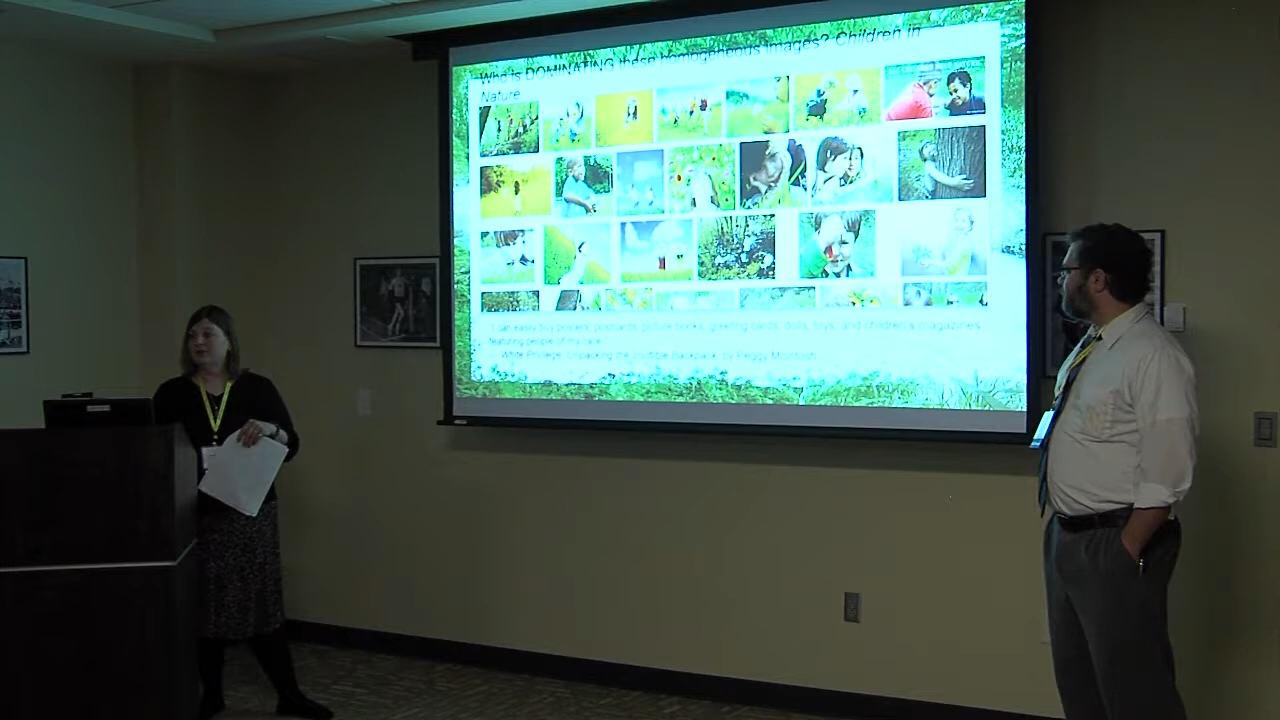 Who is DOMINATING these homogeneous images? Children in
Nature
I can easily buy posters, postcards, picture books, greeting cards, dolls, toys, and children's magazines
featuring people of my race.
White Privilege: Unpacking the Invisible Backpack by Peggy McIntosh